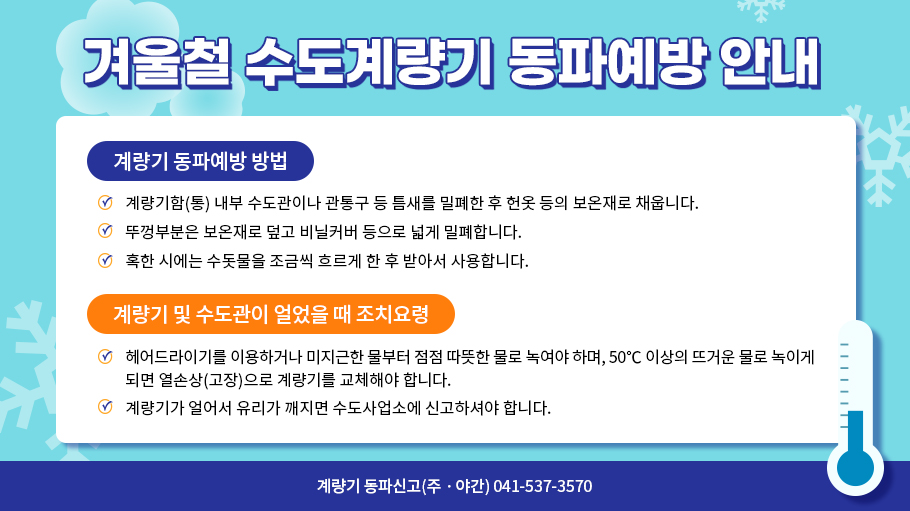 겨울철 수도계량기 동파예방 안내
계량기 동파예방 방법
계량기함(통) 내부 수도관이나 관통구 등 틈새를 밀폐한 후 헌옷 등의 보온재로 채웁니다.
뚜껑부분은 보온재로 덮고 비닐커버 등으로 넓게 밀폐합니다.
혹한 시에는 수돗물을 조금씩 흐르게 한 후 받아서 사용합니다.
계량기 및 수도관이 얼었을 때 조치요령
헤어드라이기를 이용하거나 미지근한 물부터 점점 따뜻한 물로 녹여야 하며, 50℃ 이상의 뜨거운 물로 녹이게
되면 열손상(고장)으로 계량기를 교체해야 합니다.
계량기가 얼어서 유리가 깨지면 수도사업소에 신고하셔야 합니다.
계량기 동파신고(주 · 야간) 041-537-3570